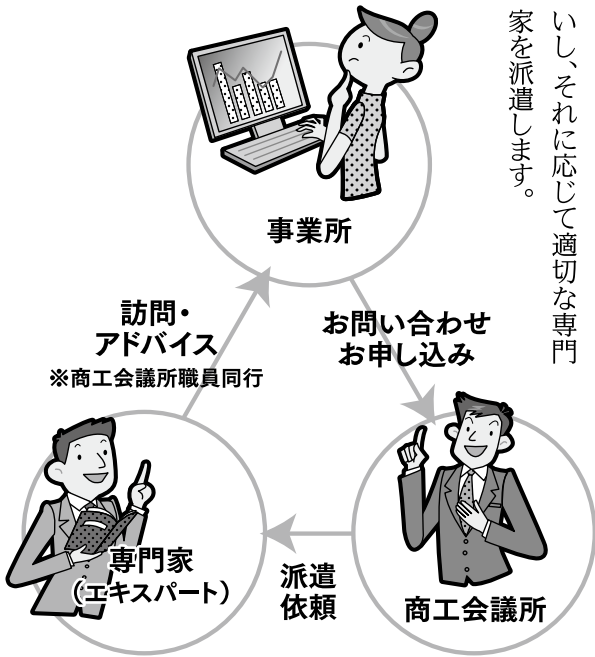 いし、それに応じて適切な専門
家を派遣します。
事業所
お問い合わせ
お申し込み
商工会議所
派遣
依頼
専門家
（エキスパート）
訪問・
アドバイス
※商工会議所職員同行